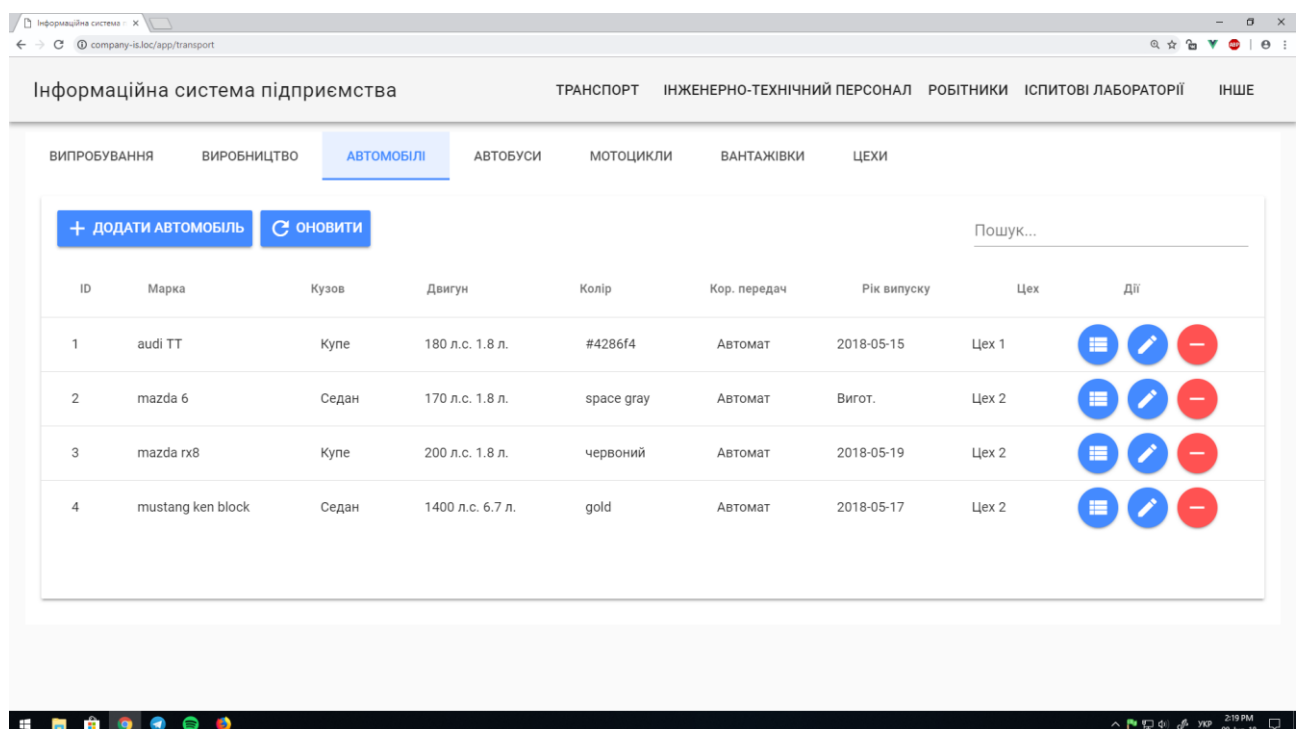 Інформаційна система
company-is.loc/app/transport
ABP
Інформаційна система підприємства ТРАНСПОРТ ІНЖЕНЕРНО-ТЕХНІЧНИЙ ПЕРСОНАЛ РОБІТНИКИ ІСПИТОВІ ЛАБОРАТОРІЇ ІНШЕ
ВИПРОБУВАННЯ ВИРОБНИЦТВО АВТОМОБІЛІ АВТОБУСИ МОТОЦИКЛИ ВАНТАЖІВКИ ЦЕХИ
ДОДАТИ АВТОМОБІЛЬ ОНОВИТИ Пошук...
ID Марка Кузов Двигун Колір Кор. передач Рік випуску Цех Дії
1 audi TT Купе 180 л.с. 1.8 л. #4286f4 Автомат 2018-05-15 Цех 1
2 mazda 6 Седан 170 л.с. 1.8 л. space gray Автомат Вигот. Цех 2
3 mazda rx8 Купе 200 л.с. 1.8 л. червоний Автомат 2018-05-19 Цех 2
4 mustang ken block Седан 1400 л.с. 6.7 л. gold Автомат 2018-05-17 Цех 2
УКР 2:19 PM